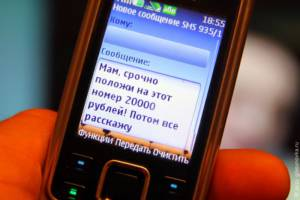 18:55
Новое сообщение SMS 935/1
Кому:
Сообщение:
Мам, срочно
положи на этот
номер 20000
рублей! Потом все
расскажу
Функции Передать Очистить